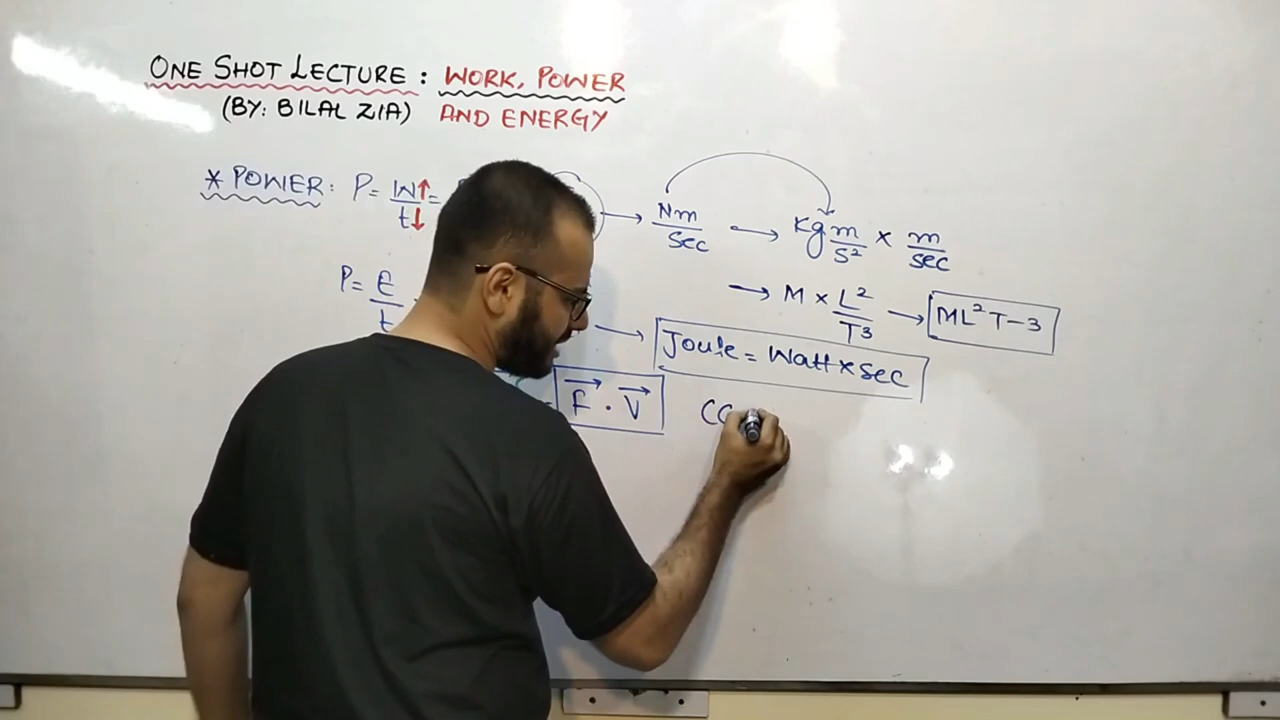 ONE SHOT LECTURE: WORK, POWER
(BY: BILAL ZIA) AND ENERGY
* POWER: P = W↑/t↓ = → Nm/Sec → Kg m/S² × m/sec
→ M × L²/T³ → ML²T-3
P = E/t → Joule = Watt × sec
F⃗ . V⃗